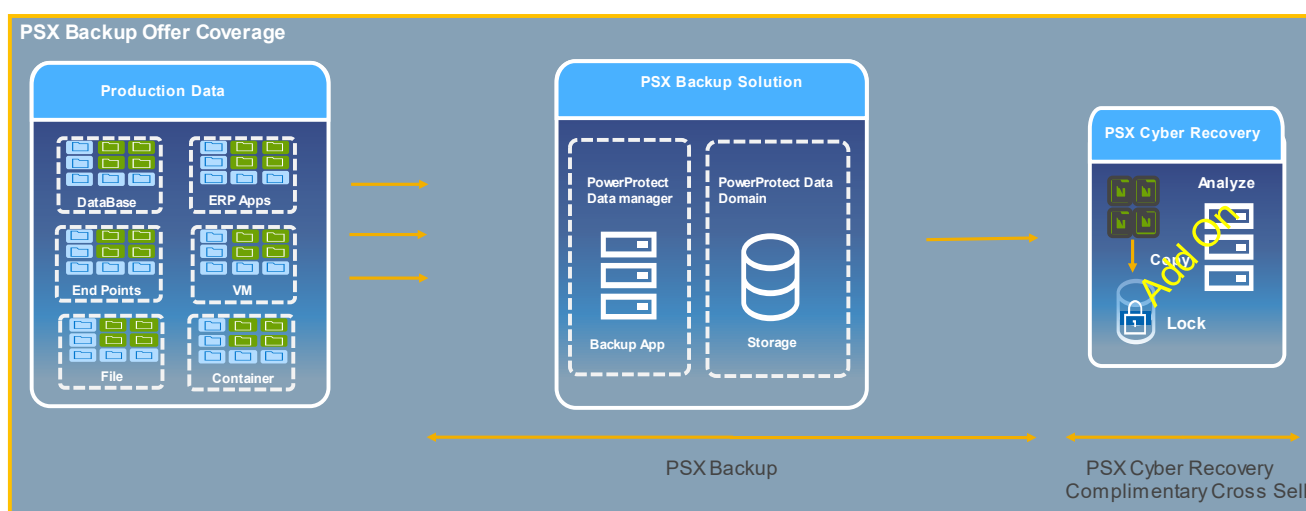 PSX Backup Offer Coverage
Production Data
DataBase
ERP Apps
End Points
VM
File
Container
PSX Backup Solution
PowerProtect
Data manager
Backup App
PowerProtect Data
Domain
Storage
PSX Cyber Recovery
Analyze
Copy
Add On
1
Lock
PSX Backup
PSX Cyber Recovery
Complimentary Cross Sell